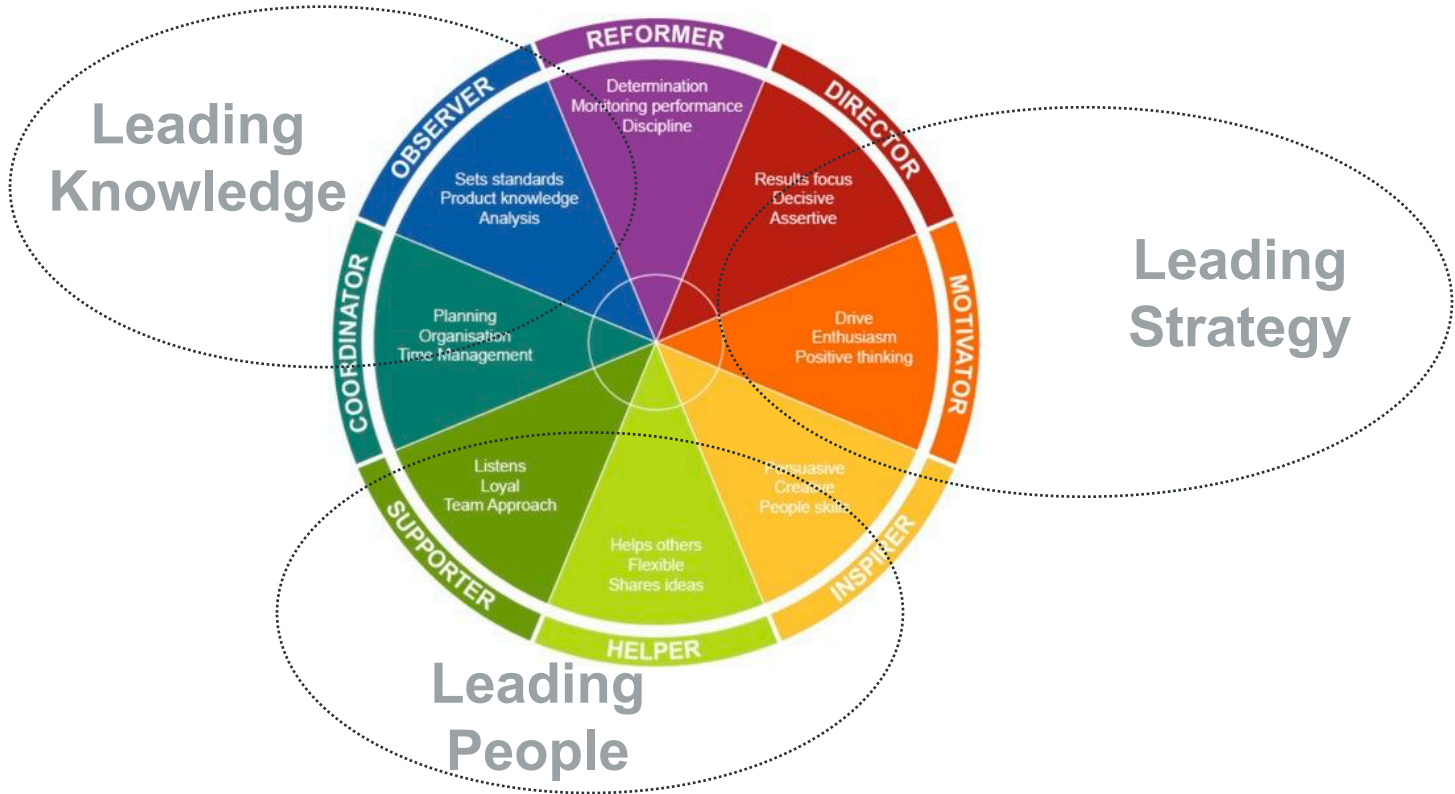 REFORMER
Determination
Monitoring performance
Discipline
DIRECTOR
Results focus
Decisive
Assertive
MOTIVATOR
Drive
Enthusiasm
Positive thinking
INSPIRER
Persuasive
Creative
People skills
HELPER
Helps others
Flexible
Shares ideas
SUPPORTER
Listens
Loyal
Team Approach
COORDINATOR
Planning
Organisation
Time Management
OBSERVER
Sets standards
Product knowledge
Analysis
Leading
Knowledge
Leading
Strategy
Leading
People